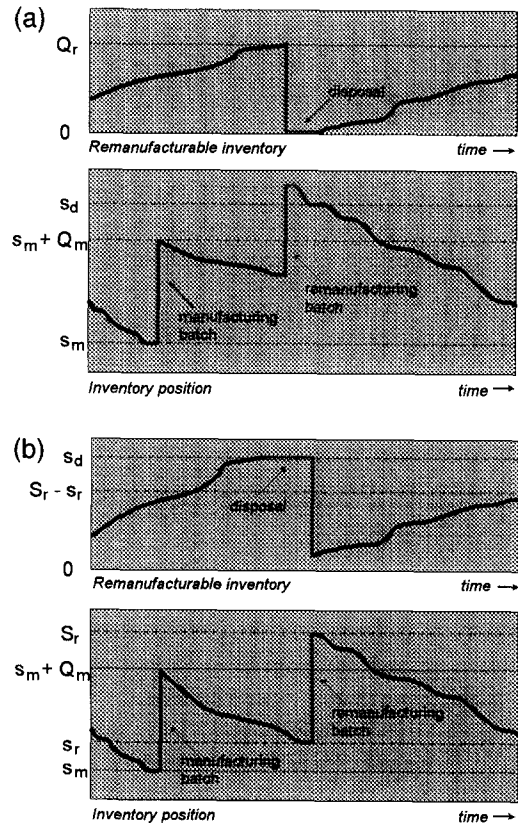 (a)
Q_r
disposal
0
Remanufacturable inventory
time →
s_d
s_m + Q_m
remanufacturing
batch
manufacturing
batch
s_m
Inventory position
time →
(b)
s_d
S_r - s_r
disposal
0
Remanufacturable inventory
time →
S_r
s_m + Q_m
remanufacturing
batch
s_r
manufacturing
batch
s_m
Inventory position
time →